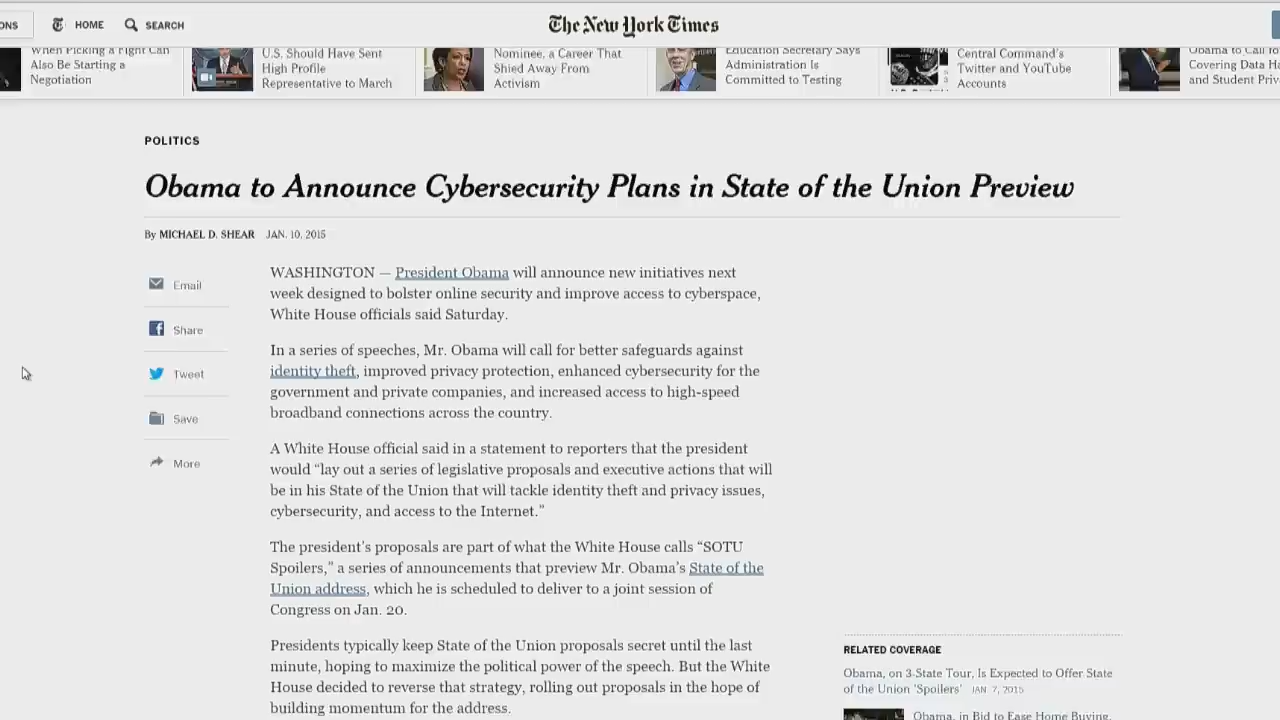 ONS
HOME
SEARCH
The New York Times
When Picking a Fight Can
Also Be Starting a
Negotiation
U.S. Should Have Sent
High Profile
Representative to March
Nominee, a Career That
Shied Away From
Activism
Education Secretary Says
Administration Is
Committed to Testing
Central Command's
Twitter and YouTube
Accounts
Obama to Call fo
Covering Data Ha
and Student Priv
POLITICS
Obama to Announce Cybersecurity Plans in State of the Union Preview
By MICHAEL D. SHEAR JAN. 10, 2015
Email
Share
Tweet
Save
More
WASHINGTON — President Obama will announce new initiatives next
week designed to bolster online security and improve access to cyberspace,
White House officials said Saturday.
In a series of speeches, Mr. Obama will call for better safeguards against
identity theft, improved privacy protection, enhanced cybersecurity for the
government and private companies, and increased access to high-speed
broadband connections across the country.
A White House official said in a statement to reporters that the president
would “lay out a series of legislative proposals and executive actions that will
be in his State of the Union that will tackle identity theft and privacy issues,
cybersecurity, and access to the Internet.”
The president’s proposals are part of what the White House calls “SOTU
Spoilers,” a series of announcements that preview Mr. Obama’s State of the
Union address, which he is scheduled to deliver to a joint session of
Congress on Jan. 20.
Presidents typically keep State of the Union proposals secret until the last
minute, hoping to maximize the political power of the speech. But the White
House decided to reverse that strategy, rolling out proposals in the hope of
building momentum for the address.
RELATED COVERAGE
Obama, on 3-State Tour, Is Expected to Offer State
of the Union 'Spoilers' JAN. 7, 2015
Obama, in Bid to Ease Home Buying,